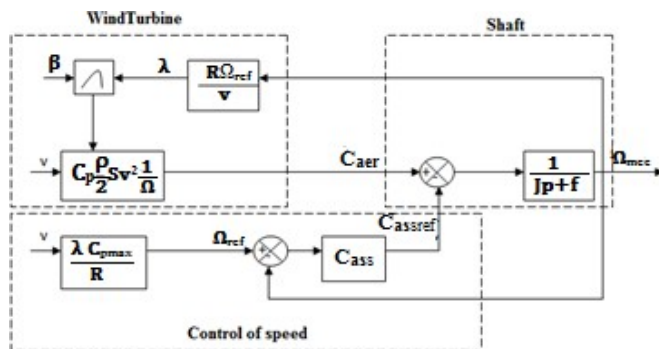 WindTurbine
Shaft
β
λ
RΩref
v
v
Cp ρ/2 Sv² 1/Ω
Caer
+
-
1
Jp+f
Ωmec
Cassref
v
λ Cpmax
R
Ωref
+
-
Cass
Control of speed